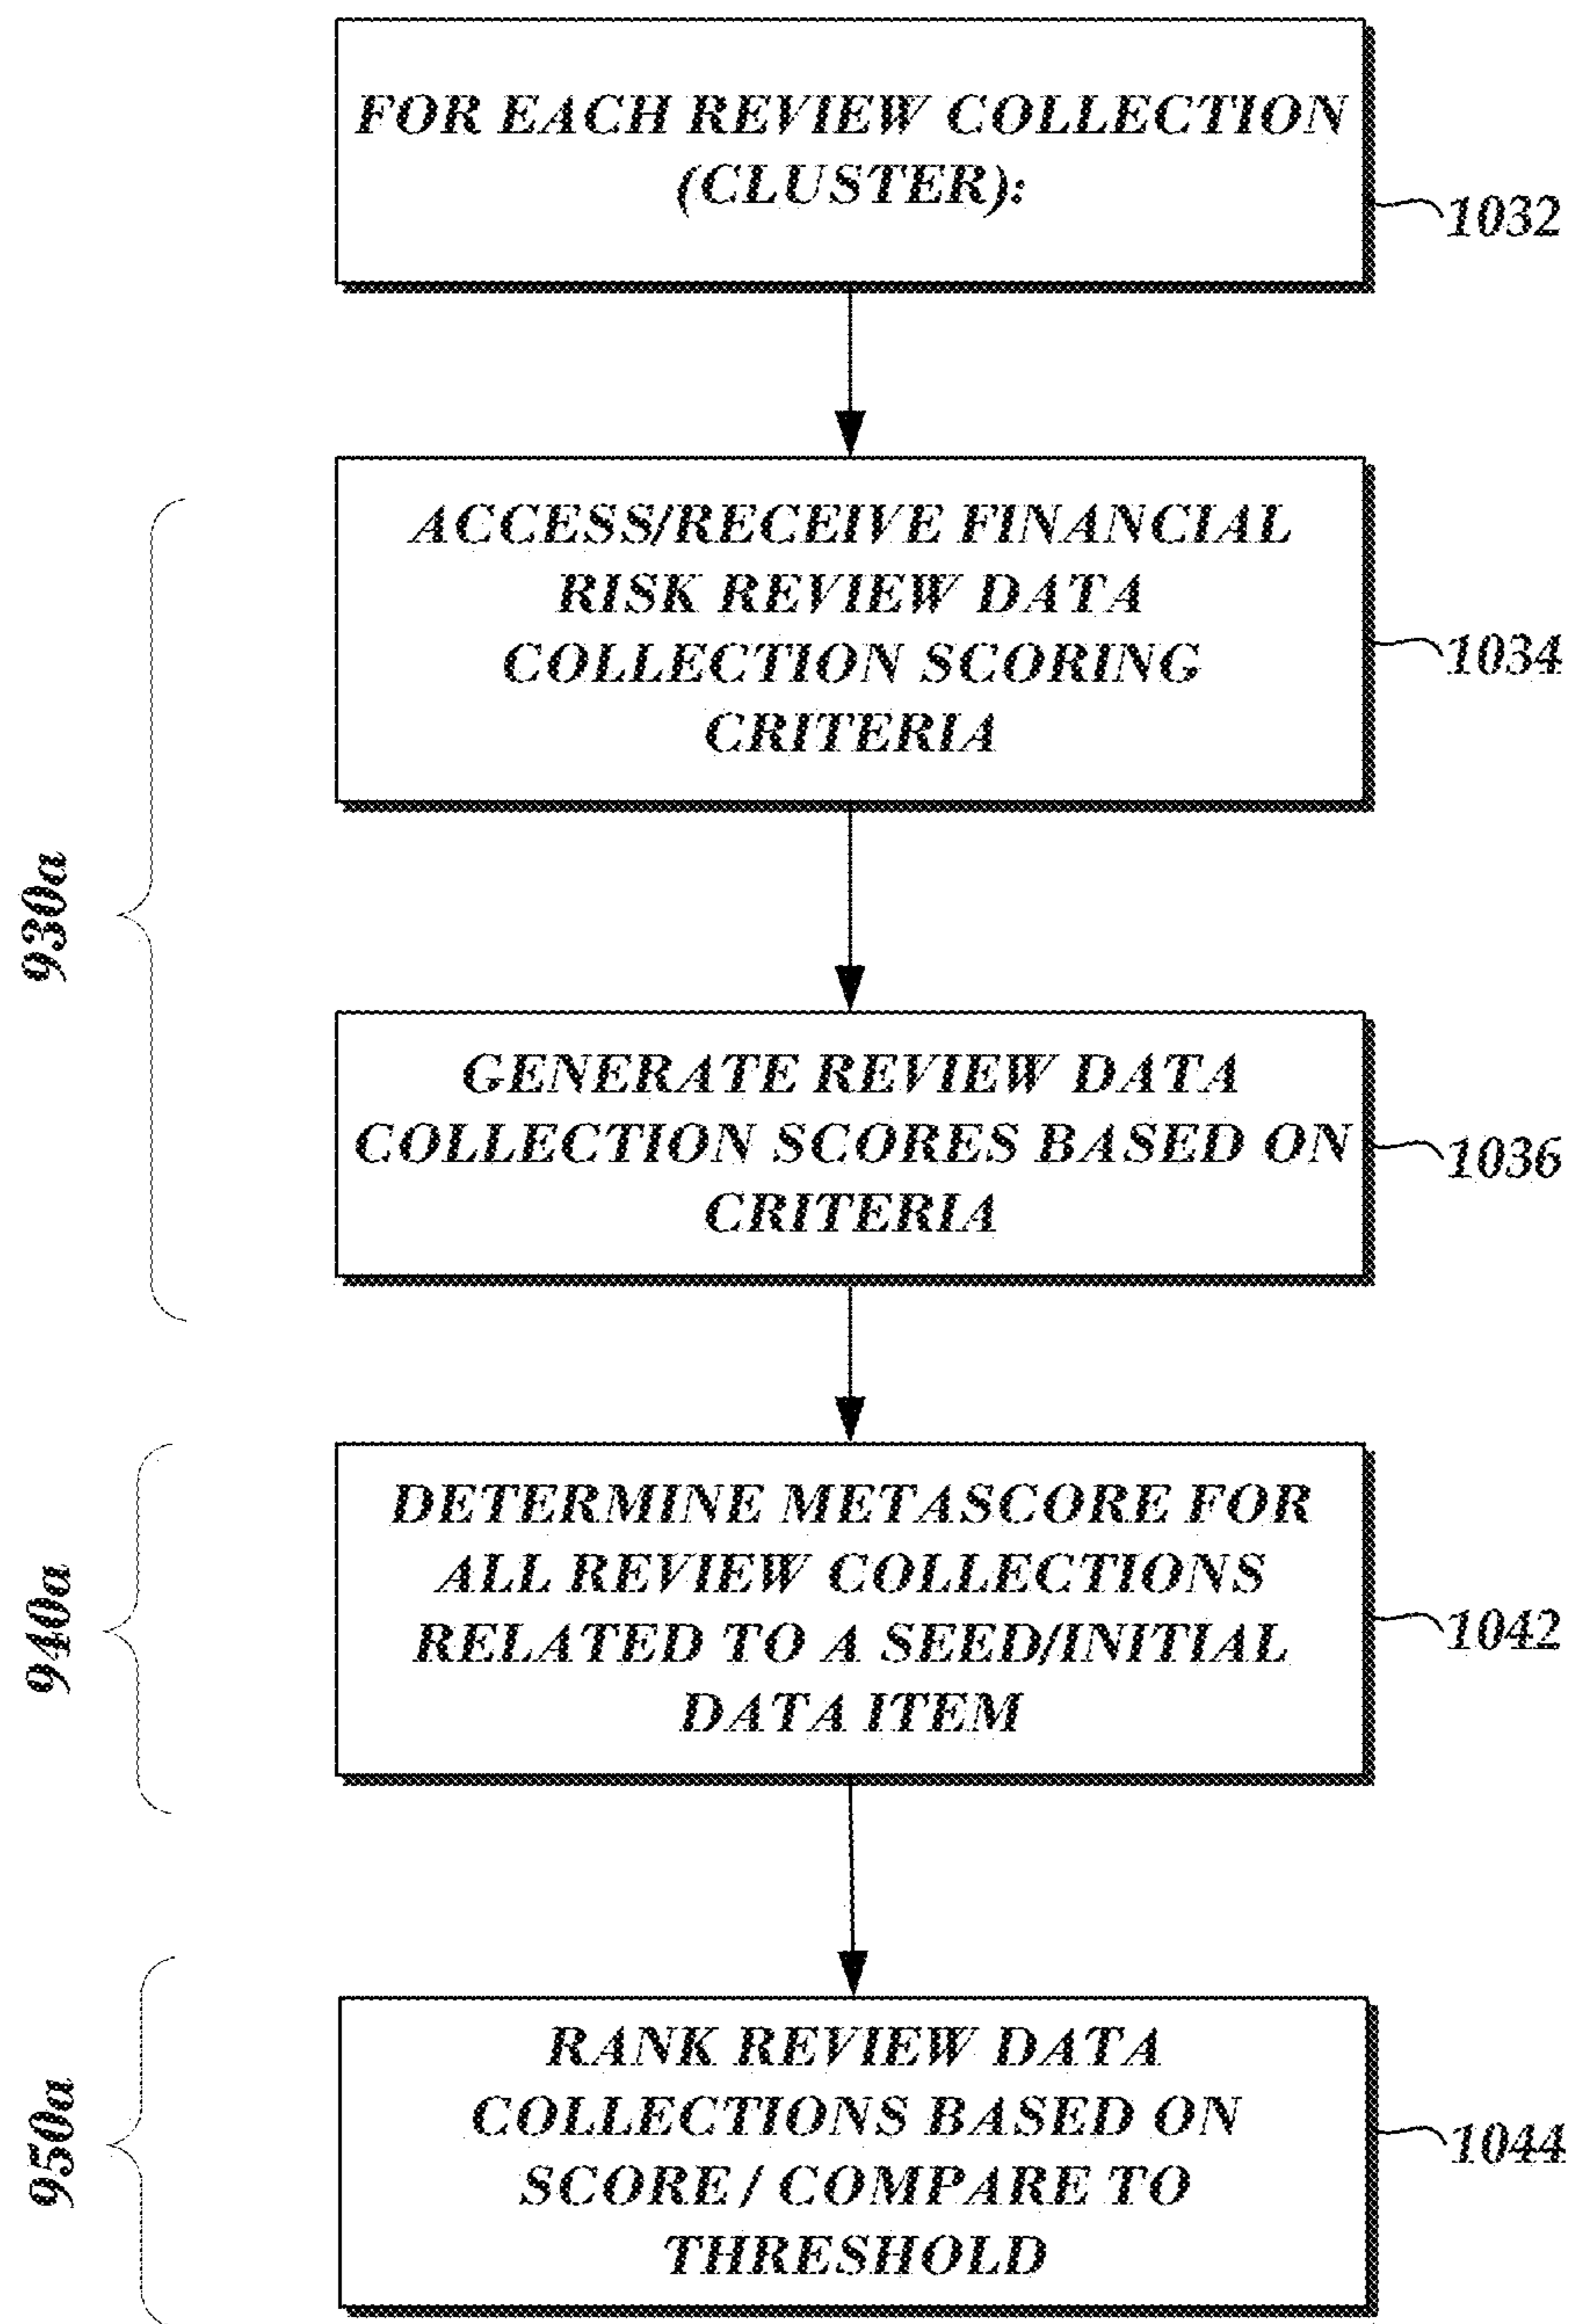 FOR EACH REVIEW COLLECTION
(CLUSTER):
1032
ACCESS/RECEIVE FINANCIAL
RISK REVIEW DATA
COLLECTION SCORING
CRITERIA
1034
930a
GENERATE REVIEW DATA
COLLECTION SCORES BASED ON
CRITERIA
1036
DETERMINE METASCORE FOR
ALL REVIEW COLLECTIONS
RELATED TO A SEED/INITIAL
DATA ITEM
1042
940a
RANK REVIEW DATA
COLLECTIONS BASED ON
SCORE / COMPARE TO
THRESHOLD
1044
950a